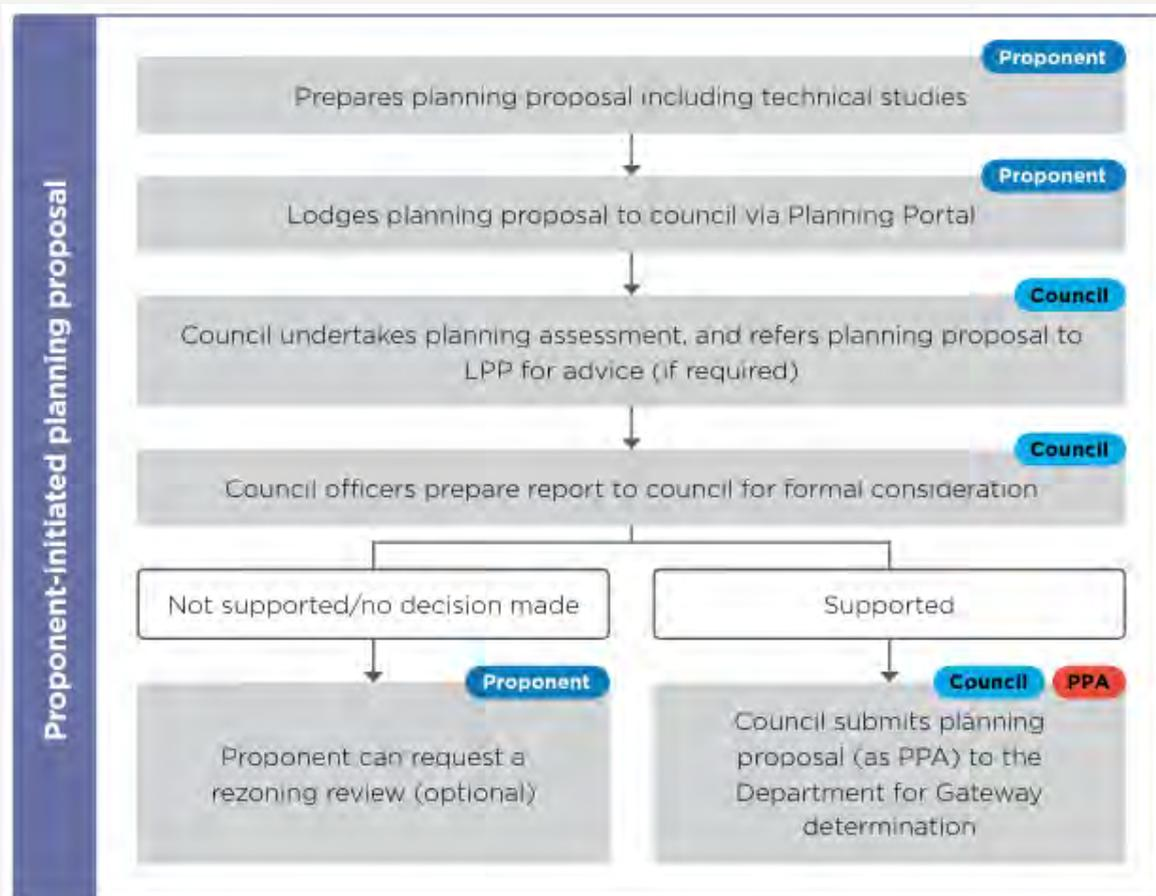 Proponent-initiated planning proposal
Proponent
Prepares planning proposal including technical studies
Proponent
Lodges planning proposal to council via Planning Portal
Council
Council undertakes planning assessment, and refers planning proposal to
LPP for advice (if required)
Council
Council officers prepare report to council for formal consideration
Not supported/no decision made
Supported
Proponent
Proponent can request a
rezoning review (optional)
Council PPA
Council submits planning
proposal (as PPA) to the
Department for Gateway
determination